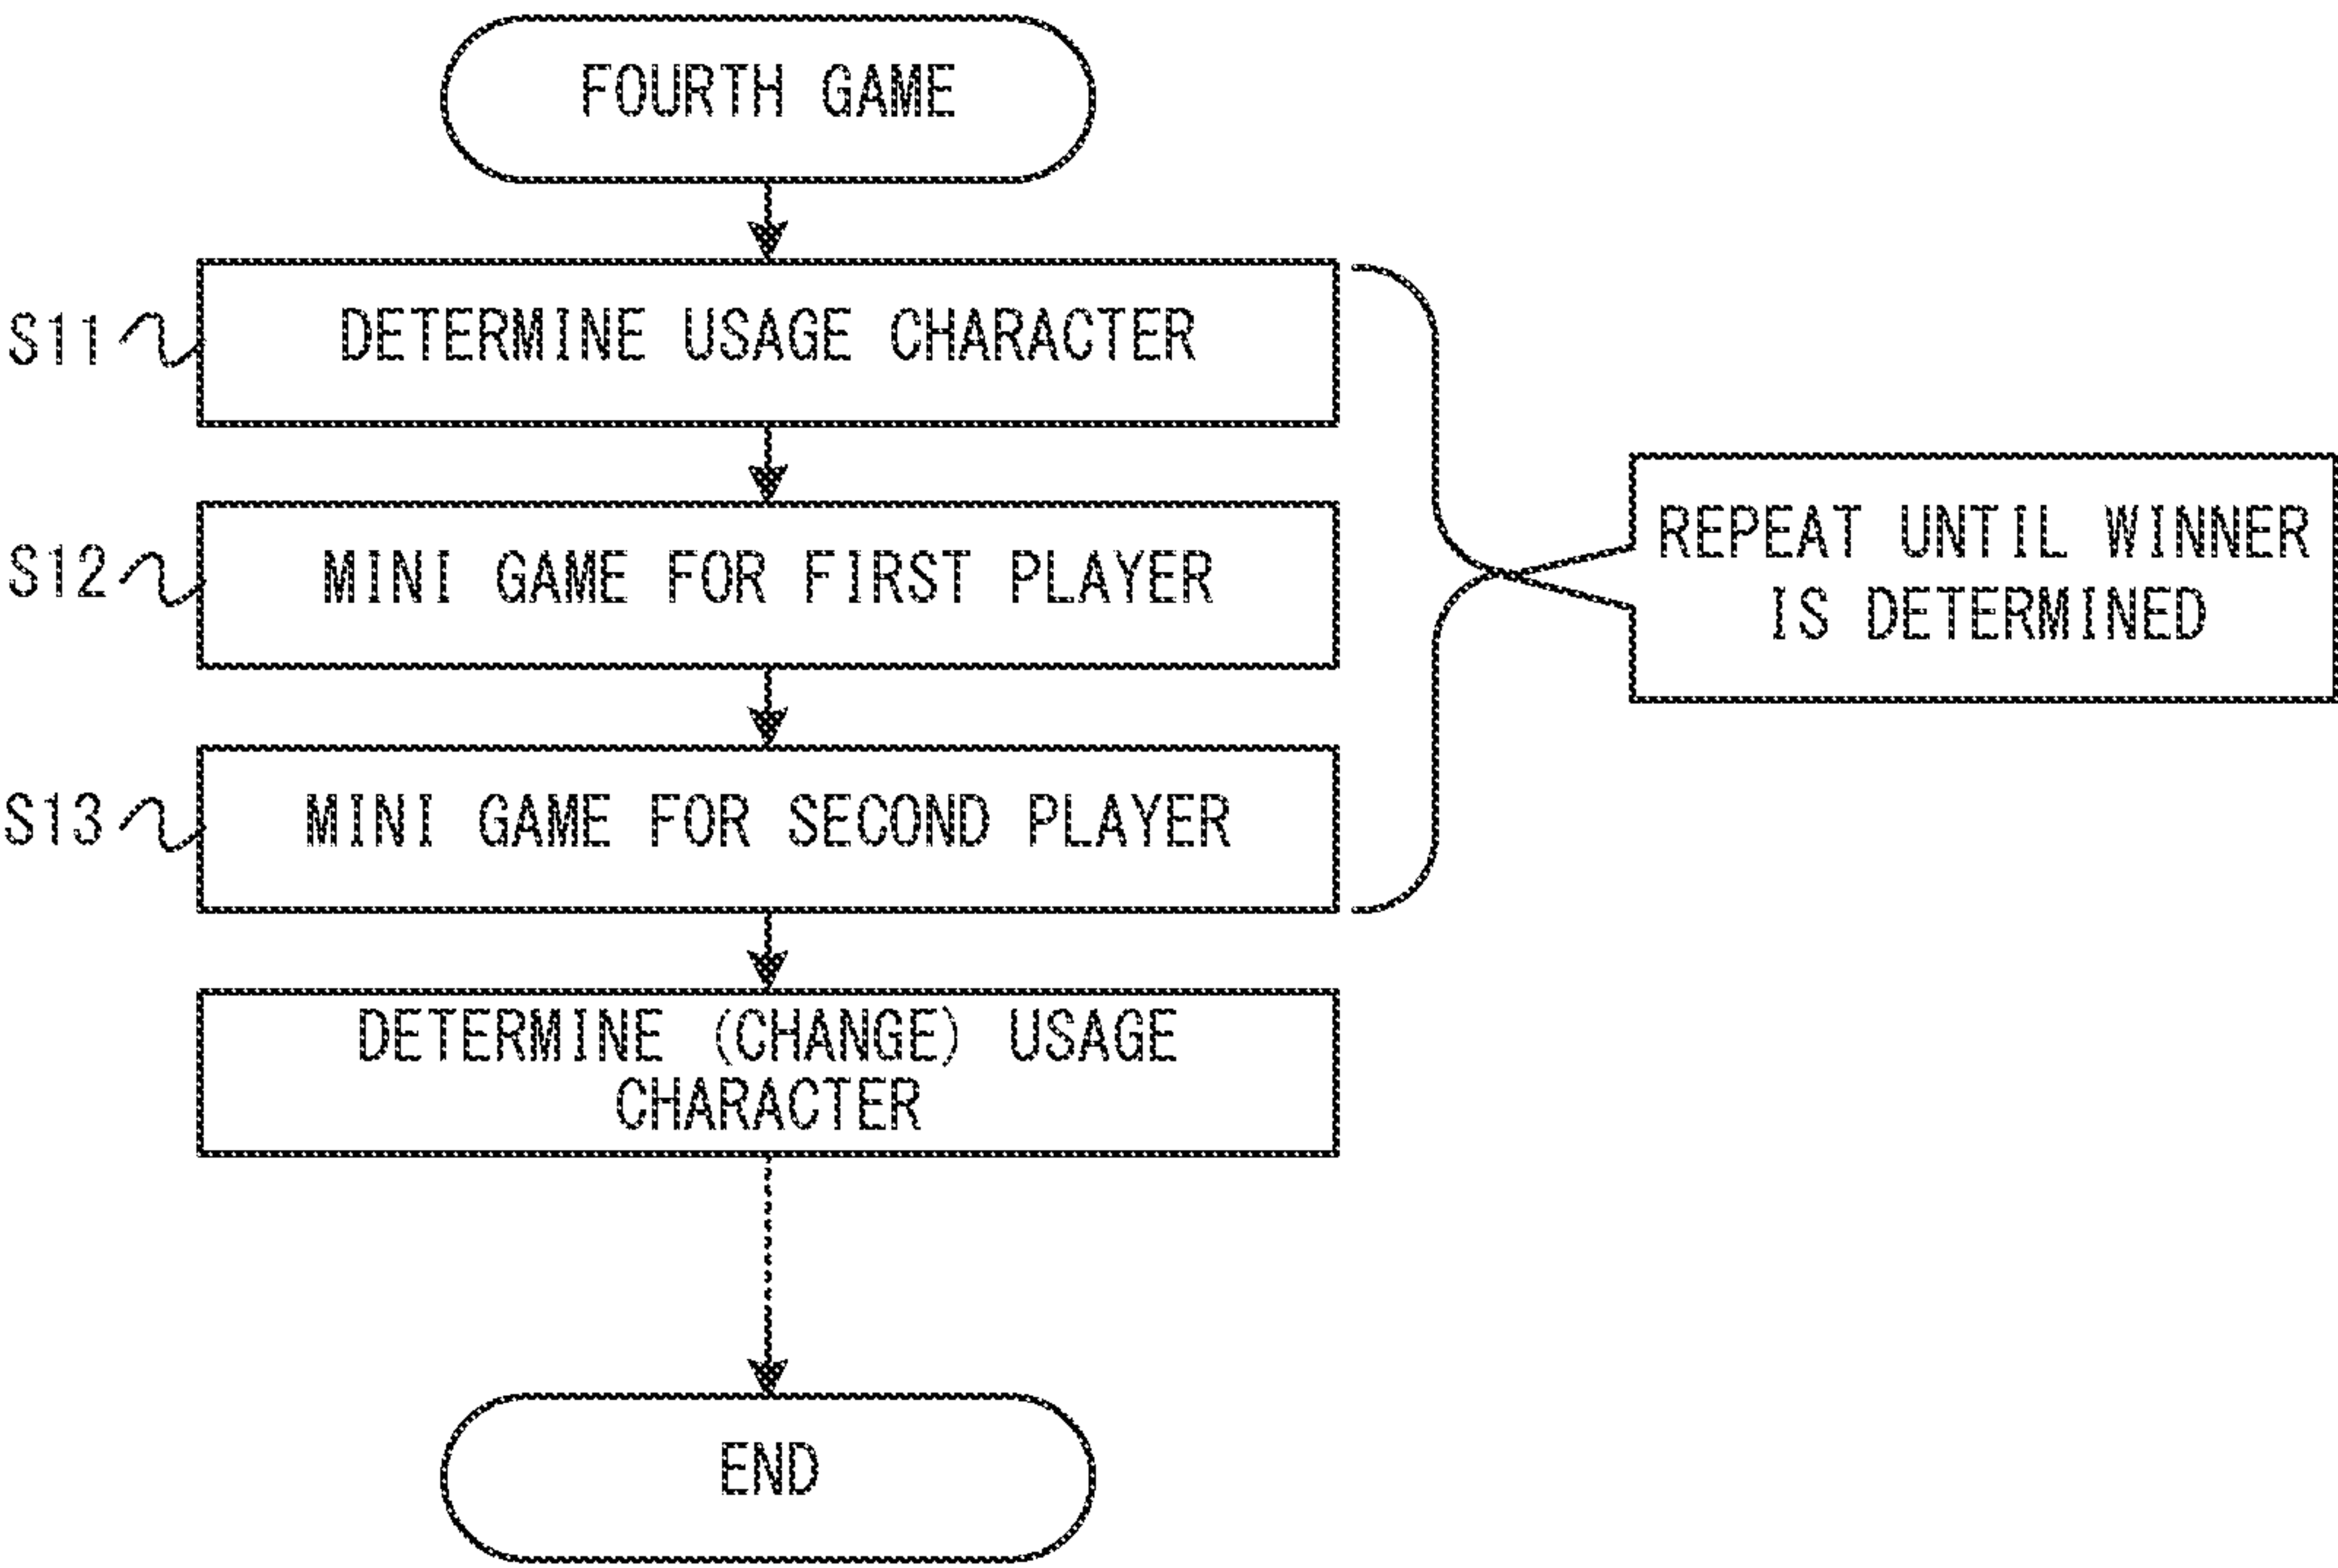 FOURTH GAME
S11
DETERMINE USAGE CHARACTER
S12
MINI GAME FOR FIRST PLAYER
REPEAT UNTIL WINNER
IS DETERMINED
S13
MINI GAME FOR SECOND PLAYER
DETERMINE (CHANGE) USAGE
CHARACTER
END